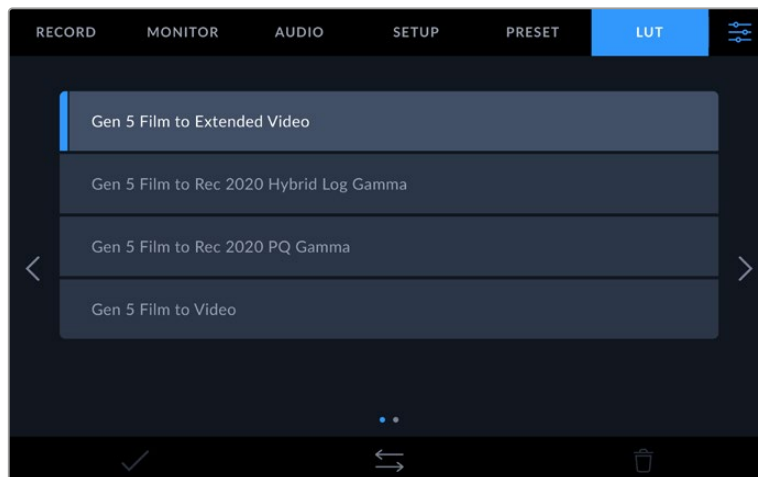 RECORD MONITOR AUDIO SETUP PRESET LUT
Gen 5 Film to Extended Video
Gen 5 Film to Rec 2020 Hybrid Log Gamma
Gen 5 Film to Rec 2020 PQ Gamma
Gen 5 Film to Video